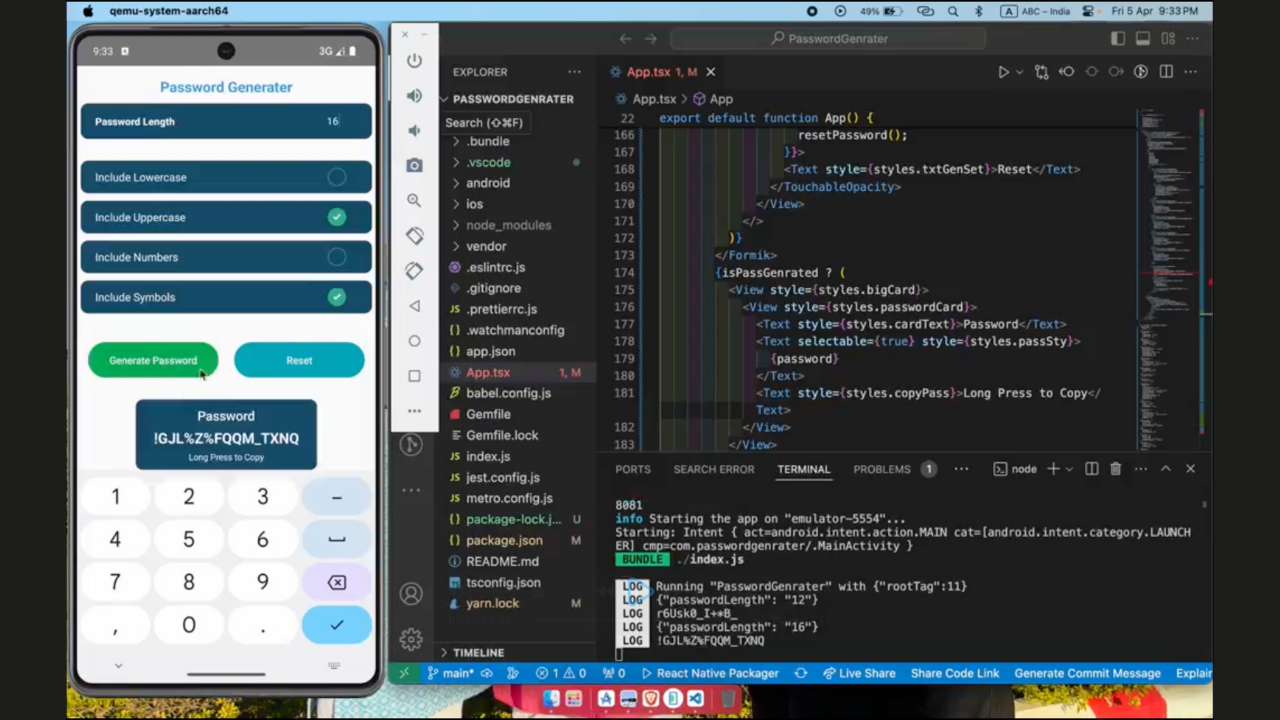 qemu-system-aarch64
49%
A ABC – India
Fri 5 Apr 9:33 PM
9:33 A
3G
Password Generater
Password Length 16
Include Lowercase
Include Uppercase
Include Numbers
Include Symbols
Generate Password
Reset
Password
!GJL%Z%FQQM_TXNQ
Long Press to Copy
1 2 3 –
4 5 6
7 8 9
, 0 .
PasswordGenrater
EXPLORER
PASSWORDGENRATER
Search (⇧⌘F)
.bundle
.vscode
android
ios
node_modules
vendor
.eslintrc.js
.gitignore
.prettierrc.js
.watchmanconfig
app.json
App.tsx 1, M
babel.config.js
Gemfile
Gemfile.lock
index.js
jest.config.js
metro.config.js
package-lock.j... U
package.json M
README.md
tsconfig.json
yarn.lock M
TIMELINE
App.tsx 1, M
App.tsx > App
22 export default function App() {
166 resetPassword();
167 }}>
168 <Text style={styles.txtGenSet}>Reset</Text>
169 </TouchableOpacity>
170 </View>
171 </>
172 )}
173 </Formik>
174 {isPassGenrated ? (
175 <View style={styles.bigCard}>
176 <View style={styles.passwordCard}>
177 <Text style={styles.cardText}>Password</Text>
178 <Text selectable={true} style={styles.passSty}>
179 {password}
180 </Text>
181 <Text style={styles.copyPass}>Long Press to Copy</
Text>
182 </View>
183 </View>
PORTS SEARCH ERROR TERMINAL PROBLEMS 1 ... node
8081
info Starting the app on "emulator-5554"...
Starting: Intent { act=android.intent.action.MAIN cat=[android.intent.category.LAUNCH
ER] cmp=com.passwordgenrater/.MainActivity }
BUNDLE ./index.js
LOG Running "PasswordGenrater" with {"rootTag":11}
LOG {"passwordLength": "12"}
LOG r6Usk0_I+*B_
LOG {"passwordLength": "16"}
LOG !GJL%Z%FQQM_TXNQ
main* 1 0 0 React Native Packager Live Share Share Code Link Generate Commit Message Explain